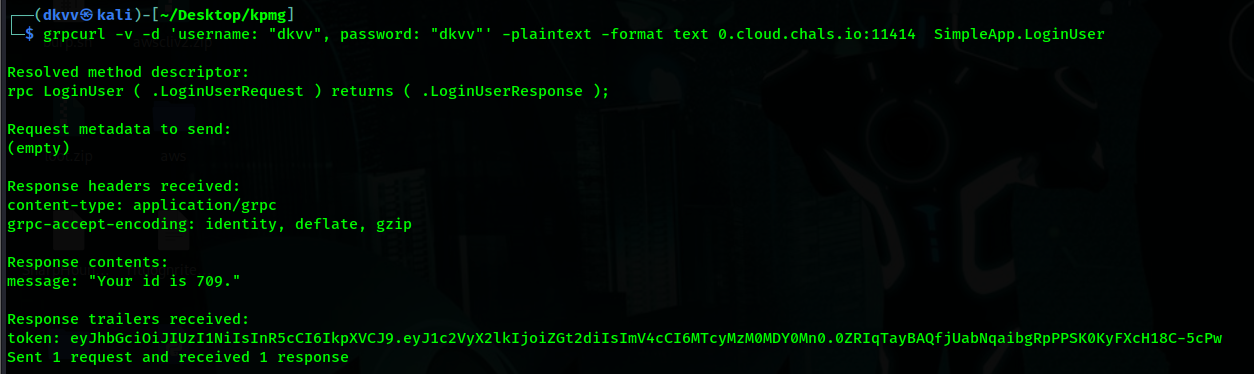 ┌──(dkvv㉿kali)-[~/Desktop/kpmg]
└─$ grpcurl -v -d 'username: "dkvv", password: "dkvv"' -plaintext -format text 0.cloud.chals.io:11414  SimpleApp.LoginUser
Resolved method descriptor:
rpc LoginUser ( .LoginUserRequest ) returns ( .LoginUserResponse );
Request metadata to send:
(empty)
Response headers received:
content-type: application/grpc
grpc-accept-encoding: identity, deflate, gzip
Response contents:
message: "Your id is 709."
Response trailers received:
token: eyJhbGciOiJIUzI1NiIsInR5cCI6IkpXVCJ9.eyJ1c2VyX2lkIjoiZGt2diIsImV4cCI6MTcyMzM0MDY0Mn0.0ZRIqTayBAQfjUabNqaibgRpPPSK0KyFXcH18C-5cPw
Sent 1 request and received 1 response